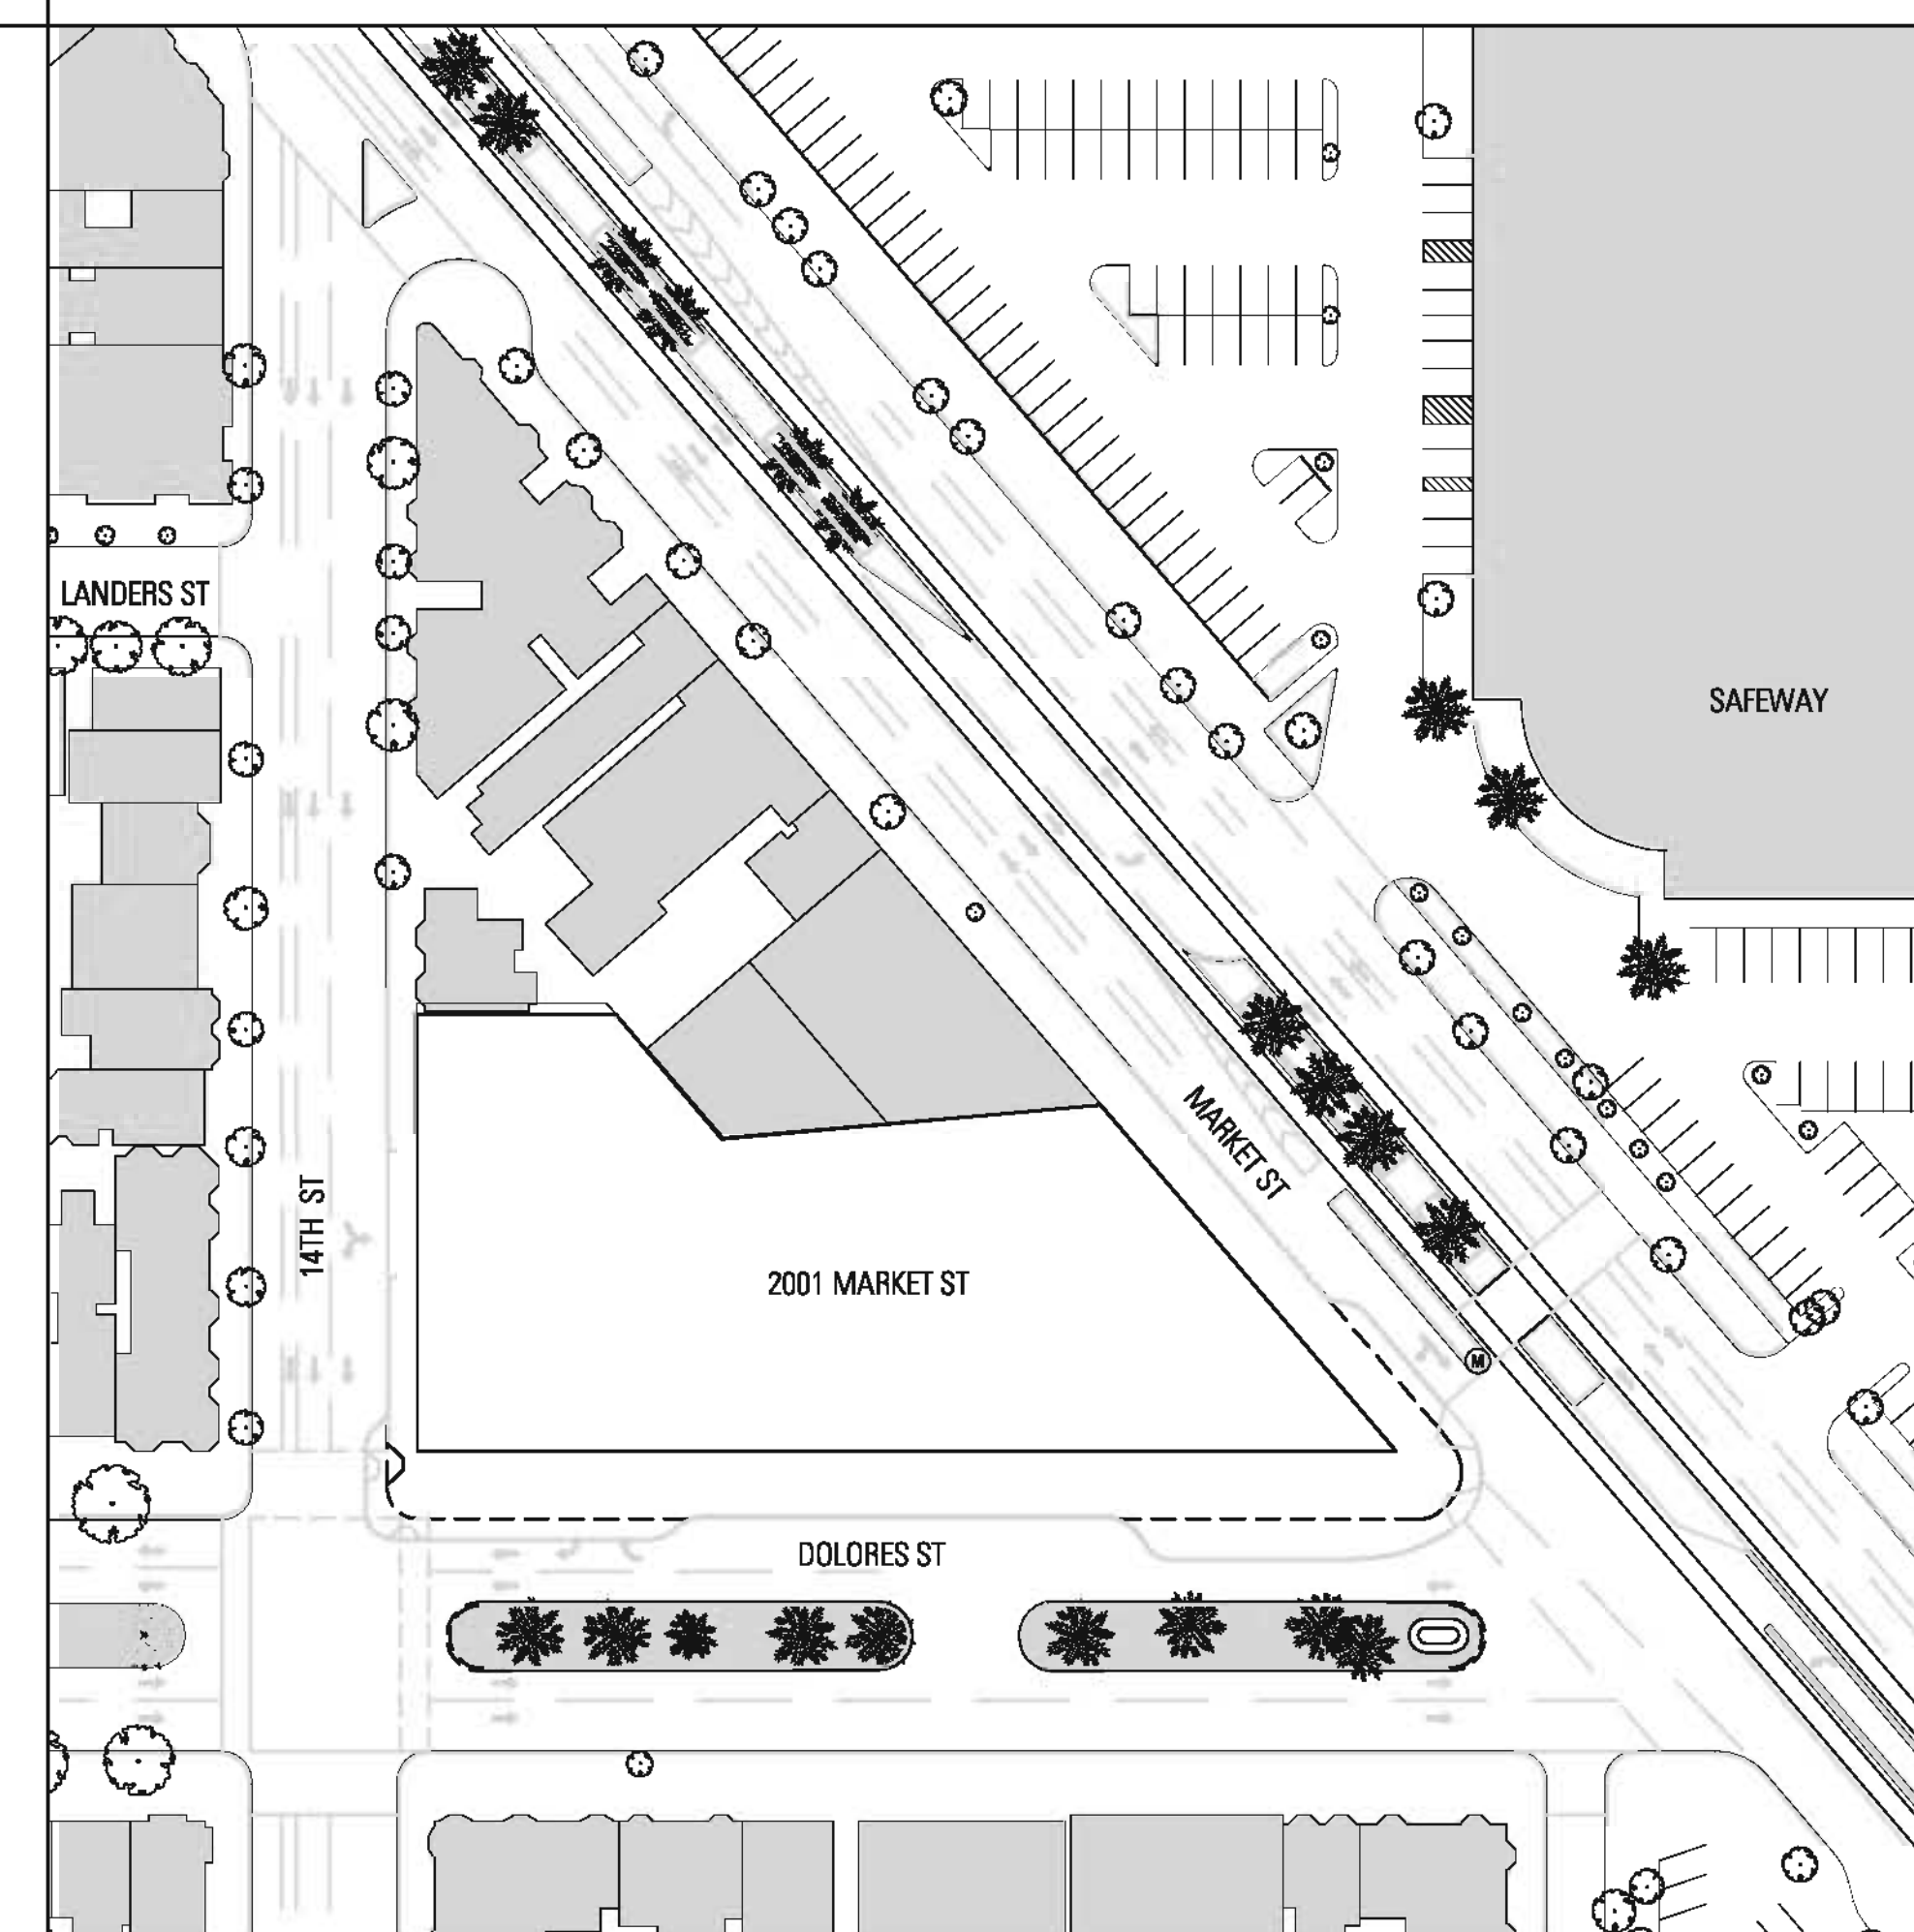 LANDERS ST
SAFEWAY
MARKET ST
14TH ST
2001 MARKET ST
M
DOLORES ST